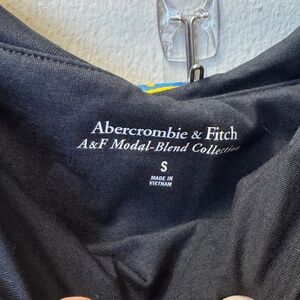 Abercrombie & Fitch
A&F Modal-Blend Collection
S
MADE IN
VIETNAM